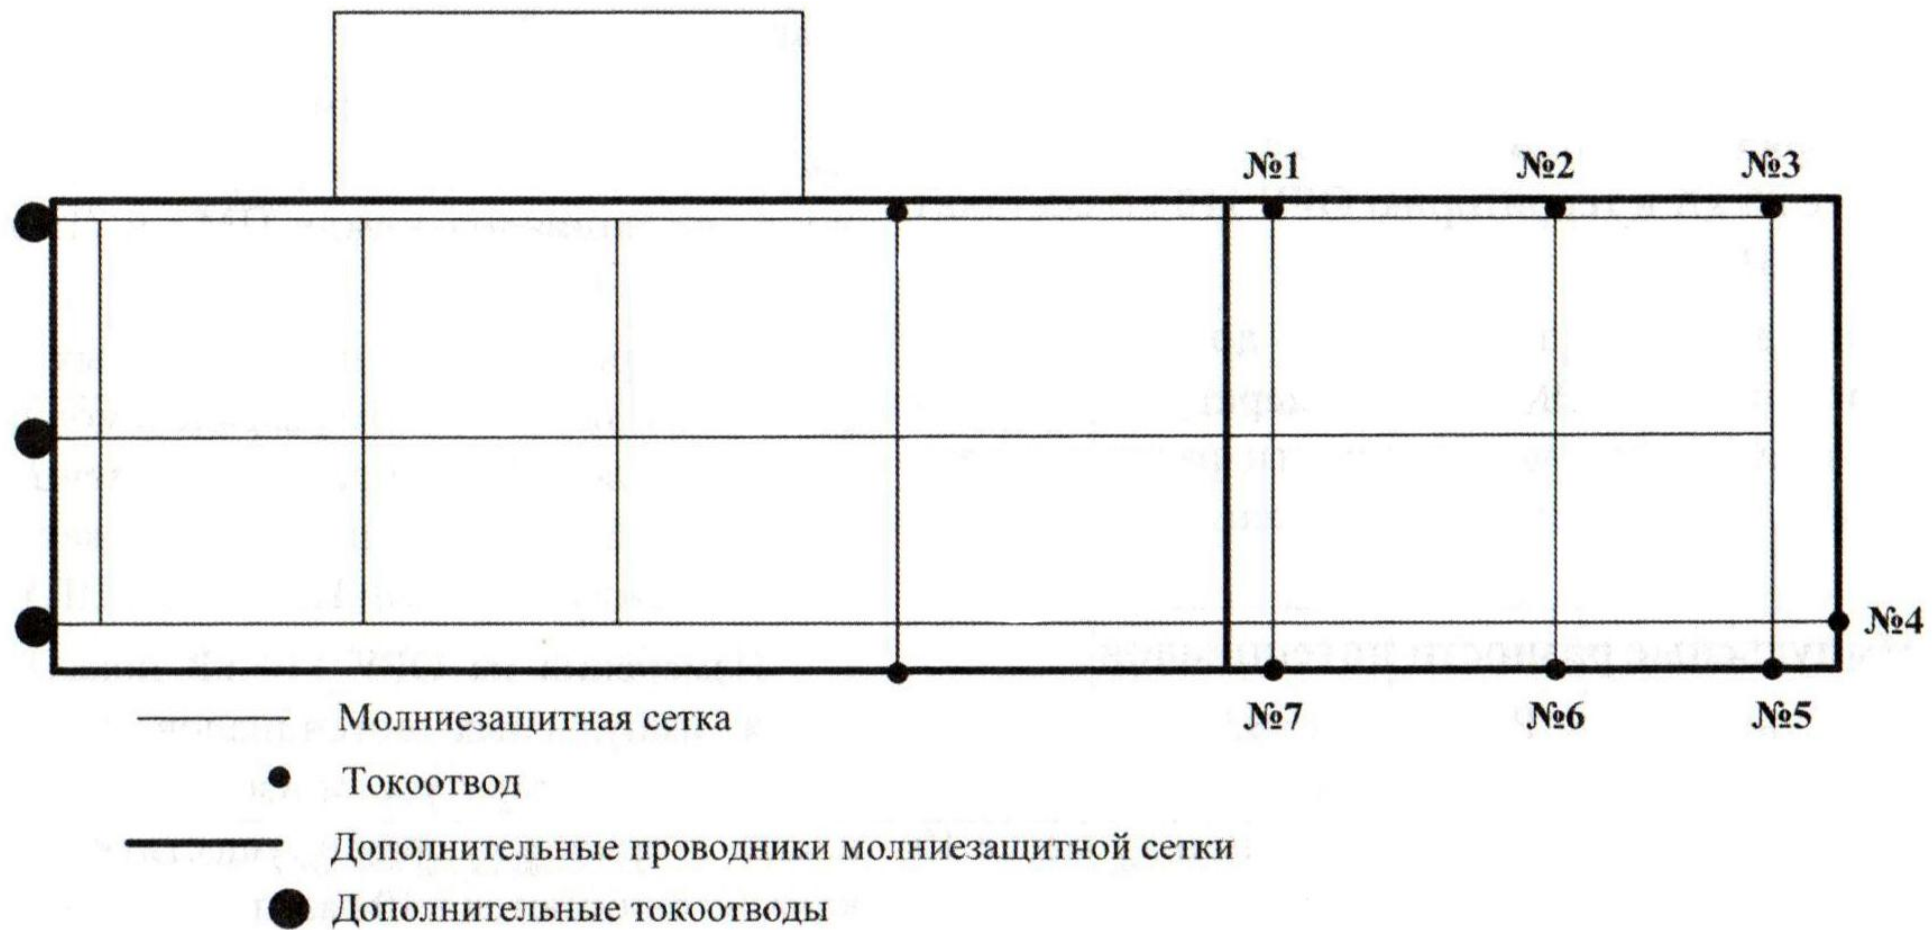 №1 №2 №3
№4
№7 №6 №5
Молниезащитная сетка
Токоотвод
Дополнительные проводники молниезащитной сетки
Дополнительные токоотводы